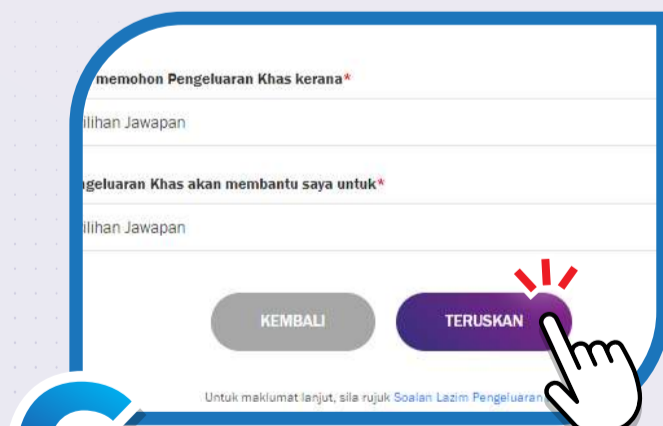 memohon Pengeluaran Khas kerana*
ilihan Jawapan
geluaran Khas akan membantu saya untuk*
ilihan Jawapan
KEMBALI
TERUSKAN
Untuk maklumat lanjut, sila rujuk Soalan Lazim Pengeluaran